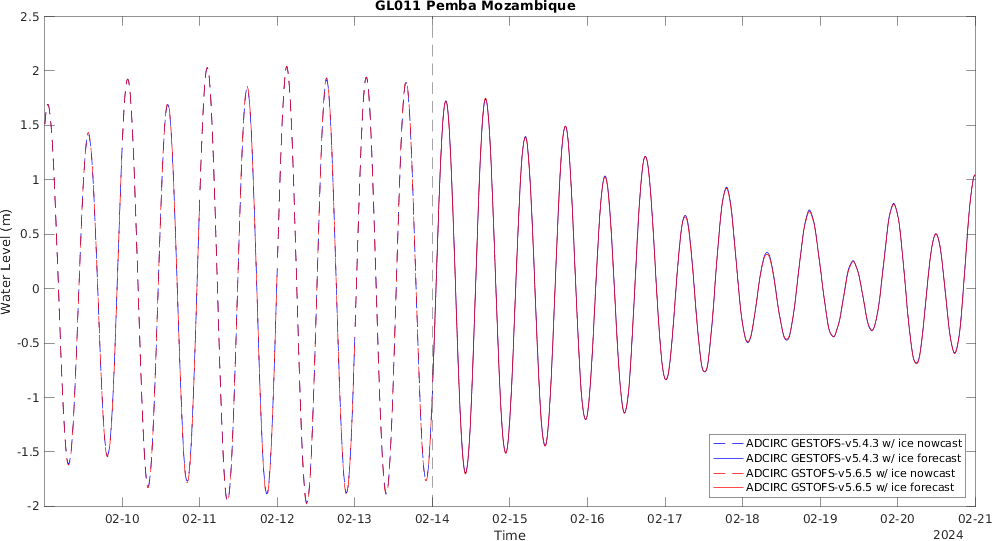 GL011 Pemba Mozambique
2.5
2
1.5
1
0.5
0
-0.5
-1
-1.5
-2
Water Level (m)
ADCIRC GESTOFS-v5.4.3 w/ ice nowcast
ADCIRC GESTOFS-v5.4.3 w/ ice forecast
ADCIRC GSTOFS-v5.6.5 w/ ice nowcast
ADCIRC GSTOFS-v5.6.5 w/ ice forecast
02-10 02-11 02-12 02-13 02-14 02-15 02-16 02-17 02-18 02-19 02-20 02-21
Time
2024